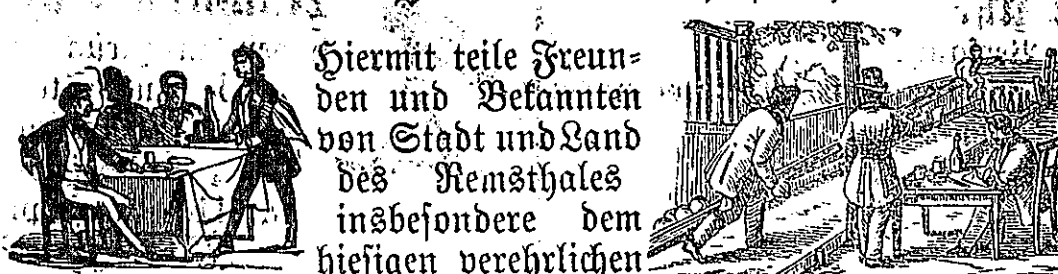 Hiermit teile Freun=
den und Bekannten
von Stadt und Land
des Remsthales
insbesondere dem
hiesigen verehrlichen